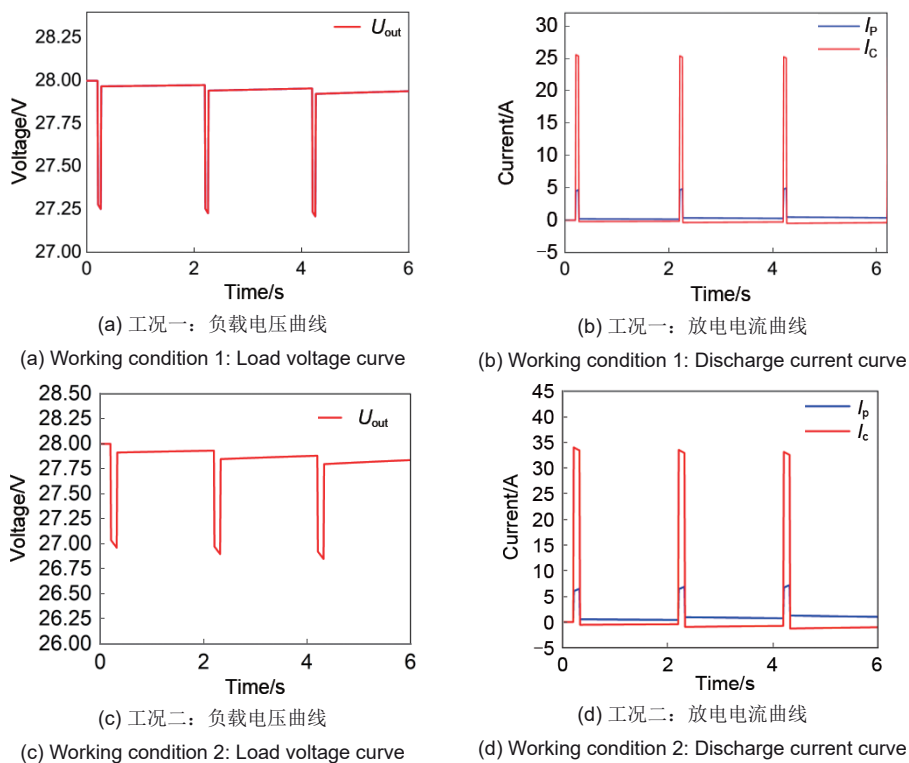 28.25
28.00
27.75
27.50
27.25
27.00
Voltage/V
U_out
0 2 4 6
Time/s
(a) 工况一：负载电压曲线
(a) Working condition 1: Load voltage curve
30
25
20
15
10
5
0
−5
Current/A
I_P
I_C
0 2 4 6
Time/s
(b) 工况一：放电电流曲线
(b) Working condition 1: Discharge current curve
28.50
28.25
28.00
27.75
27.50
27.25
27.00
26.75
26.50
26.25
26.00
Voltage/V
U_out
0 2 4 6
Time/s
(c) 工况二：负载电压曲线
(c) Working condition 2: Load voltage curve
45
40
35
30
25
20
15
10
5
0
−5
Current/A
I_p
I_c
0 2 4 6
Time/s
(d) 工况二：放电电流曲线
(d) Working condition 2: Discharge current curve